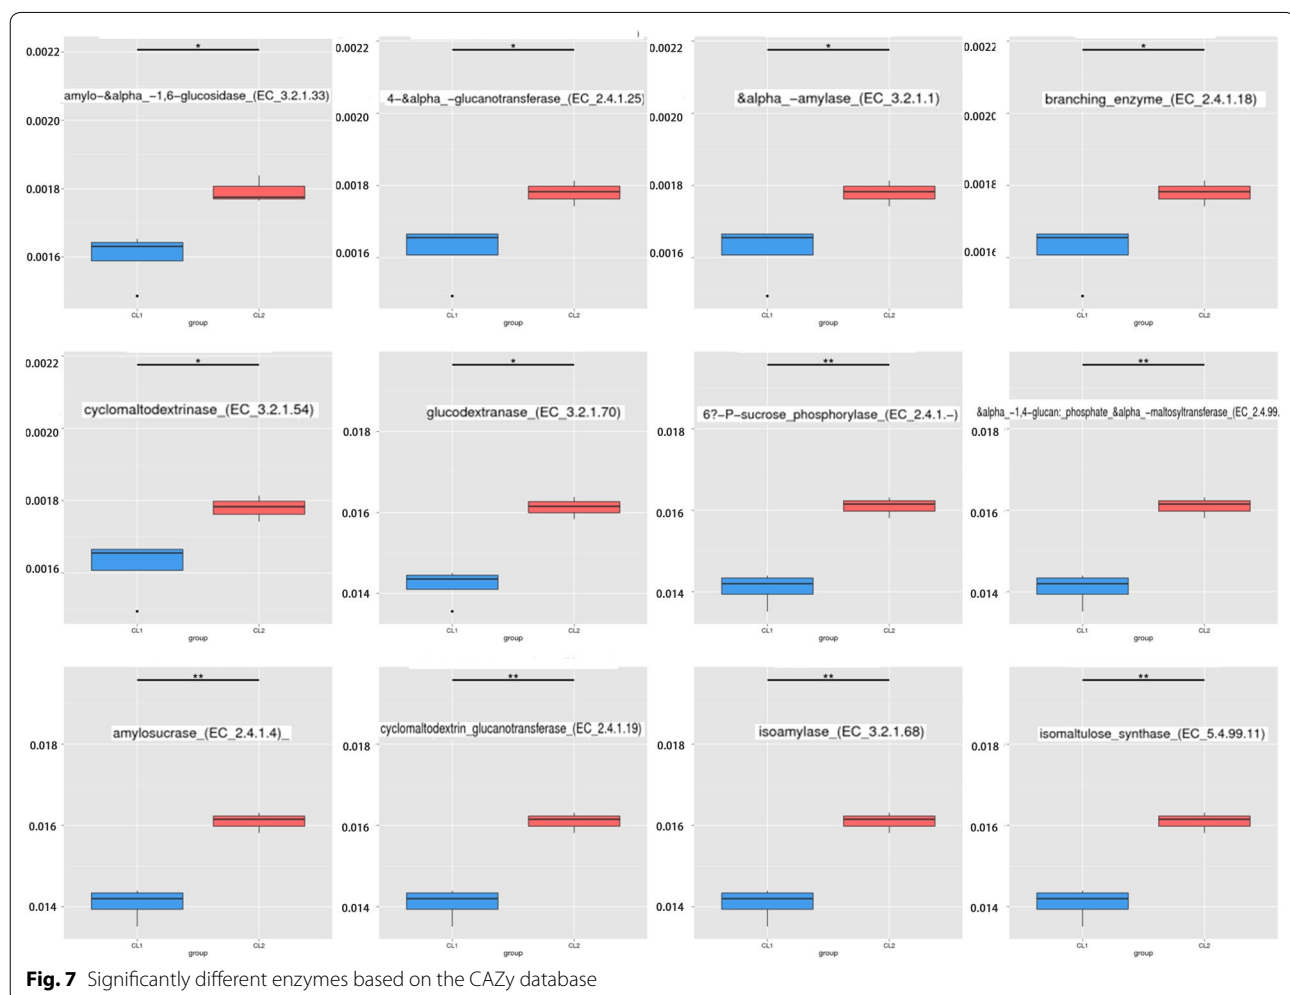 *
0.0022
amylo-&alpha_-1,6-glucosidase_(EC_3.2.1.33)
0.0020
0.0018
0.0016
CL1 CL2
group
*
0.0022
4-&alpha_-glucanotransferase_(EC_2.4.1.25)
0.0020
0.0018
0.0016
CL1 CL2
group
*
0.0022
&alpha_-amylase_(EC_3.2.1.1)
0.0020
0.0018
0.0016
CL1 CL2
group
*
0.0022
branching_enzyme_(EC_2.4.1.18)
0.0020
0.0018
0.0016
CL1 CL2
group
*
0.0022
cyclomaltodextrinase_(EC_3.2.1.54)
0.0020
0.0018
0.0016
CL1 CL2
group
*
glucodextranase_(EC_3.2.1.70)
0.018
0.016
0.014
CL1 CL2
group
**
6?-P-sucrose_phosphorylase_(EC_2.4.1.-)
0.018
0.016
0.014
CL1 CL2
group
**
&alpha_-1,4-glucan:_phosphate_&alpha_-maltosyltransferase_(EC_2.4.99.
0.018
0.016
0.014
CL1 CL2
group
**
amylosucrase_(EC_2.4.1.4)_
0.018
0.016
0.014
CL1 CL2
group
**
cyclomaltodextrin_glucanotransferase_(EC_2.4.1.19)
0.018
0.016
0.014
CL1 CL2
group
**
isoamylase_(EC_3.2.1.68)
0.018
0.016
0.014
CL1 CL2
group
**
isomaltulose_synthase_(EC_5.4.99.11)
0.018
0.016
0.014
CL1 CL2
group
Fig. 7 Significantly different enzymes based on the CAZy database